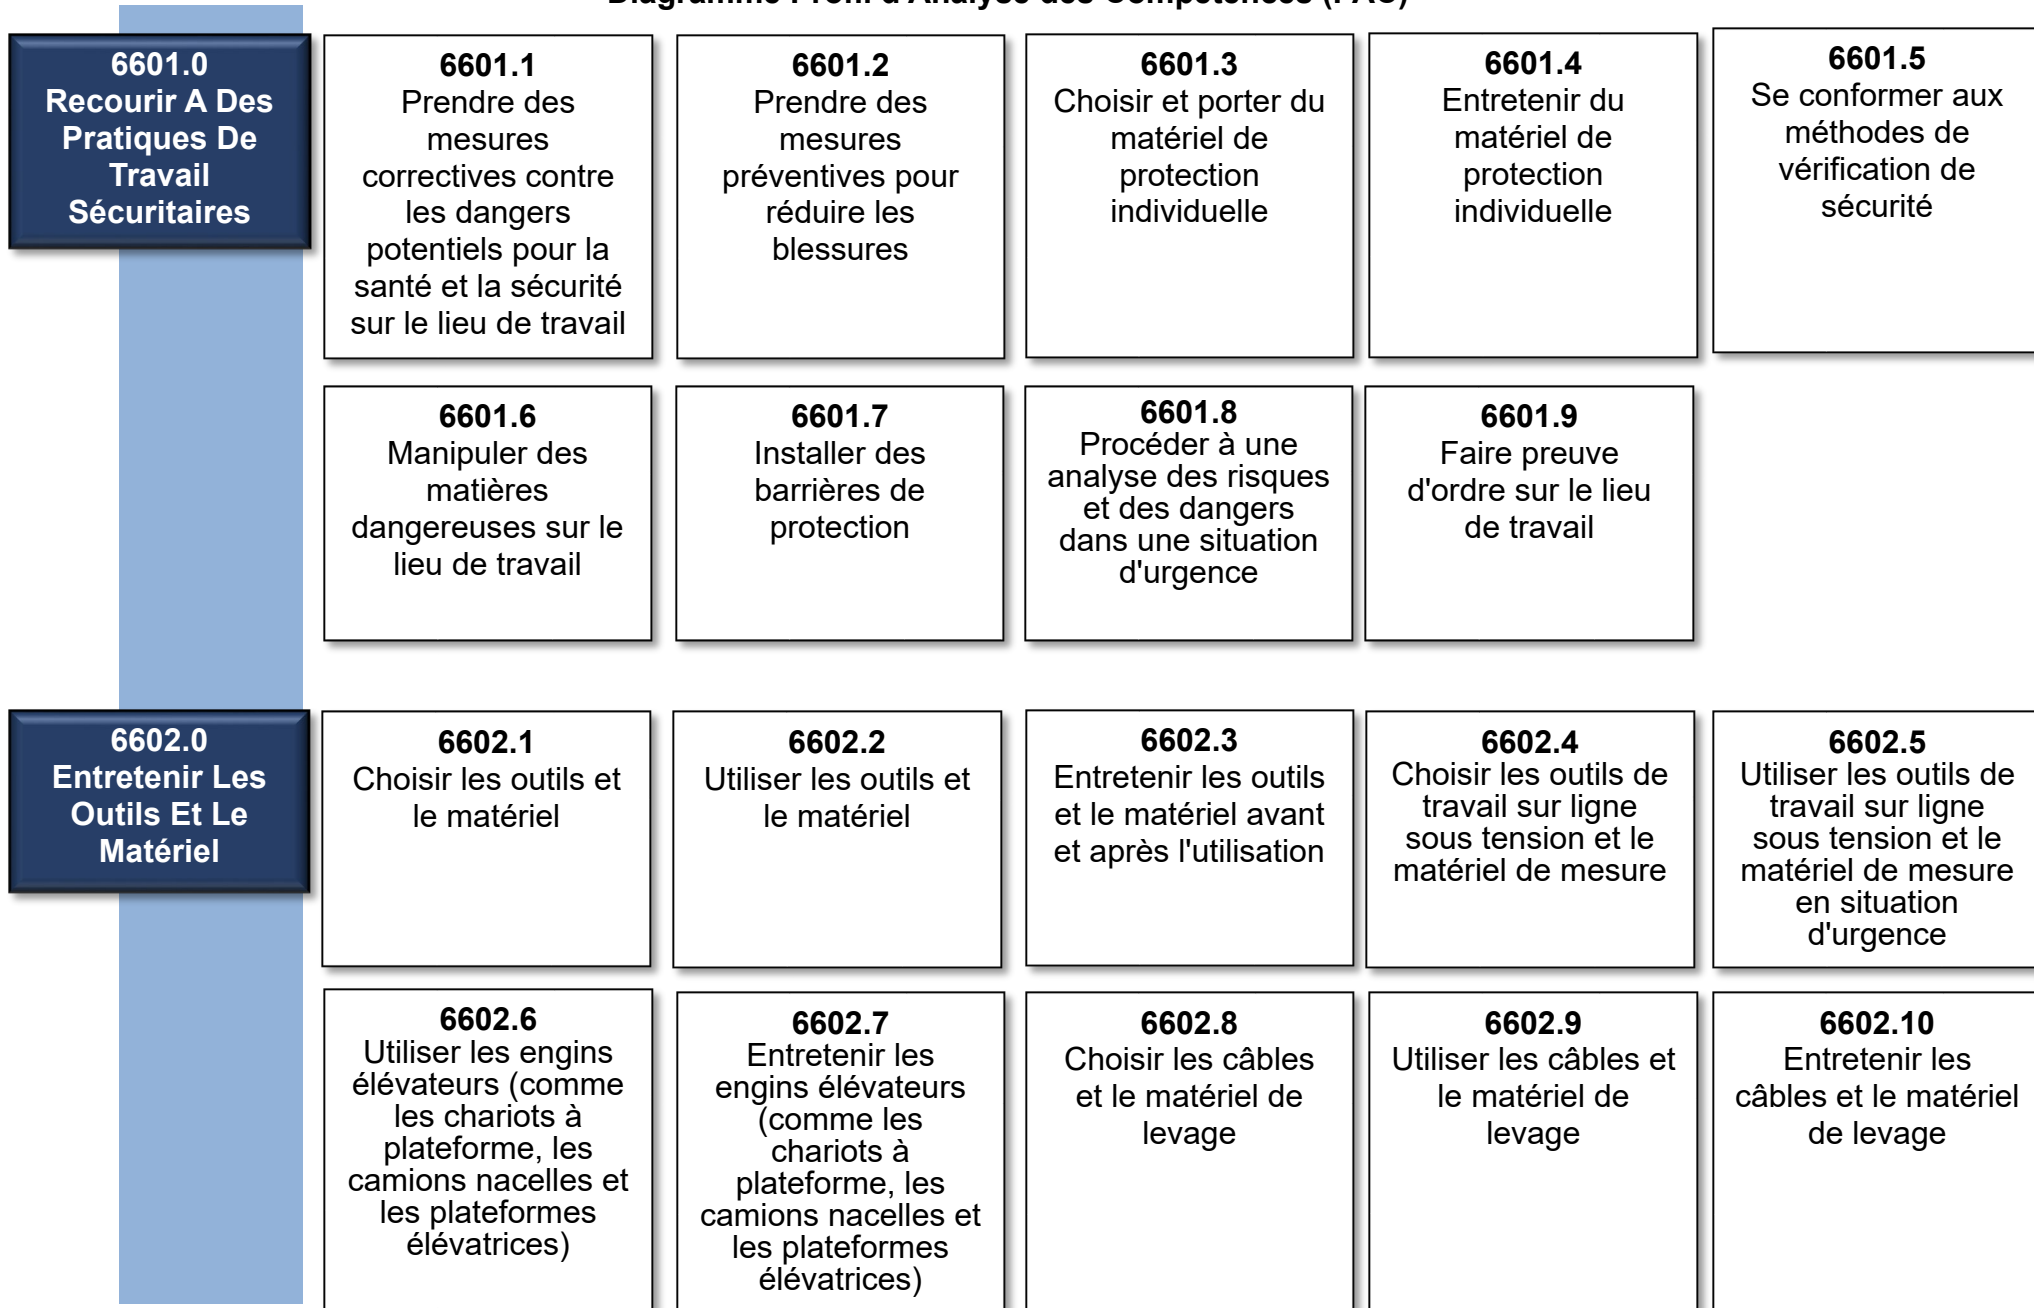 Diagramme Profil d'Analyse des Compétences (PAC)
6601.0
Recourir A Des
Pratiques De
Travail
Sécuritaires
6601.1
Prendre des
mesures
correctives contre
les dangers
potentiels pour la
santé et la sécurité
sur le lieu de travail
6601.2
Prendre des
mesures
préventives pour
réduire les
blessures
6601.3
Choisir et porter du
matériel de
protection
individuelle
6601.4
Entretenir du
matériel de
protection
individuelle
6601.5
Se conformer aux
méthodes de
vérification de
sécurité
6601.6
Manipuler des
matières
dangereuses sur le
lieu de travail
6601.7
Installer des
barrières de
protection
6601.8
Procéder à une
analyse des risques
et des dangers
dans une situation
d'urgence
6601.9
Faire preuve
d'ordre sur le lieu
de travail
6602.0
Entretenir Les
Outils Et Le
Matériel
6602.1
Choisir les outils et
le matériel
6602.2
Utiliser les outils et
le matériel
6602.3
Entretenir les outils
et le matériel avant
et après l'utilisation
6602.4
Choisir les outils de
travail sur ligne
sous tension et le
matériel de mesure
6602.5
Utiliser les outils de
travail sur ligne
sous tension et le
matériel de mesure
en situation
d'urgence
6602.6
Utiliser les engins
élévateurs (comme
les chariots à
plateforme, les
camions nacelles et
les plateformes
élévatrices)
6602.7
Entretenir les
engins élévateurs
(comme les
chariots à
plateforme, les
camions nacelles et
les plateformes
élévatrices)
6602.8
Choisir les câbles
et le matériel de
levage
6602.9
Utiliser les câbles et
le matériel de
levage
6602.10
Entretenir les
câbles et le matériel
de levage